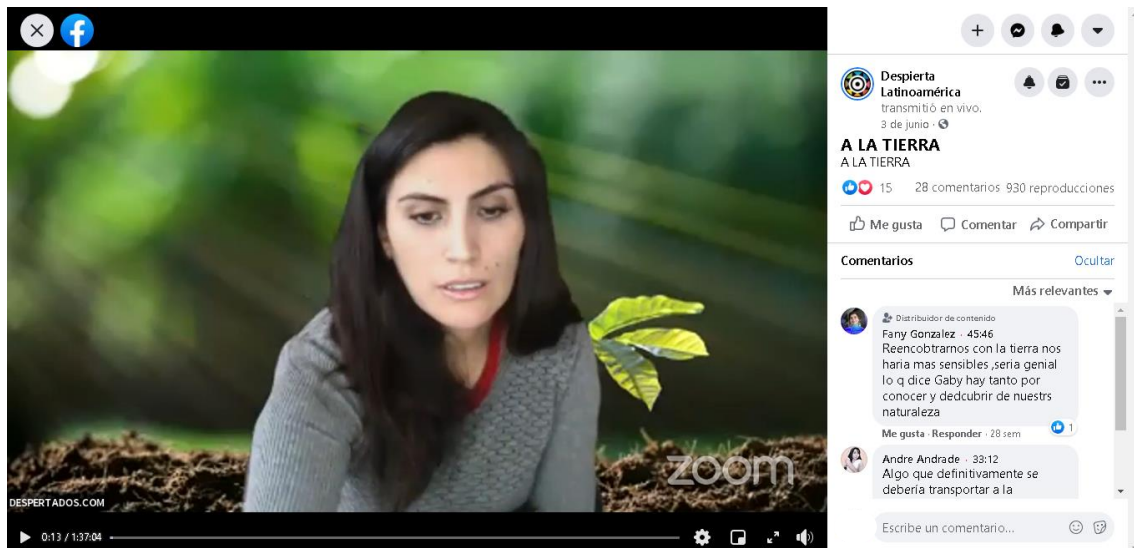 Despierta
Latinoamérica
transmitió en vivo.
3 de junio ·
A LA TIERRA
A LA TIERRA
15 28 comentarios 930 reproducciones
Me gusta Comentar Compartir
Comentarios Ocultar
Más relevantes
Distribuidor de contenido
Fany Gonzalez · 45:46
Reencobtrarnos con la tierra nos
haria mas sensibles ,seria genial
lo q dice Gaby hay tanto por
conocer y dedcubrir de nuestrs
naturaleza
Me gusta · Responder · 28 sem 1
Andre Andrade · 33:12
Algo que definitivamente se
debería transportar a la
Escribe un comentario...
zoom
DESPERTADOS.COM
0:13 / 1:37:04